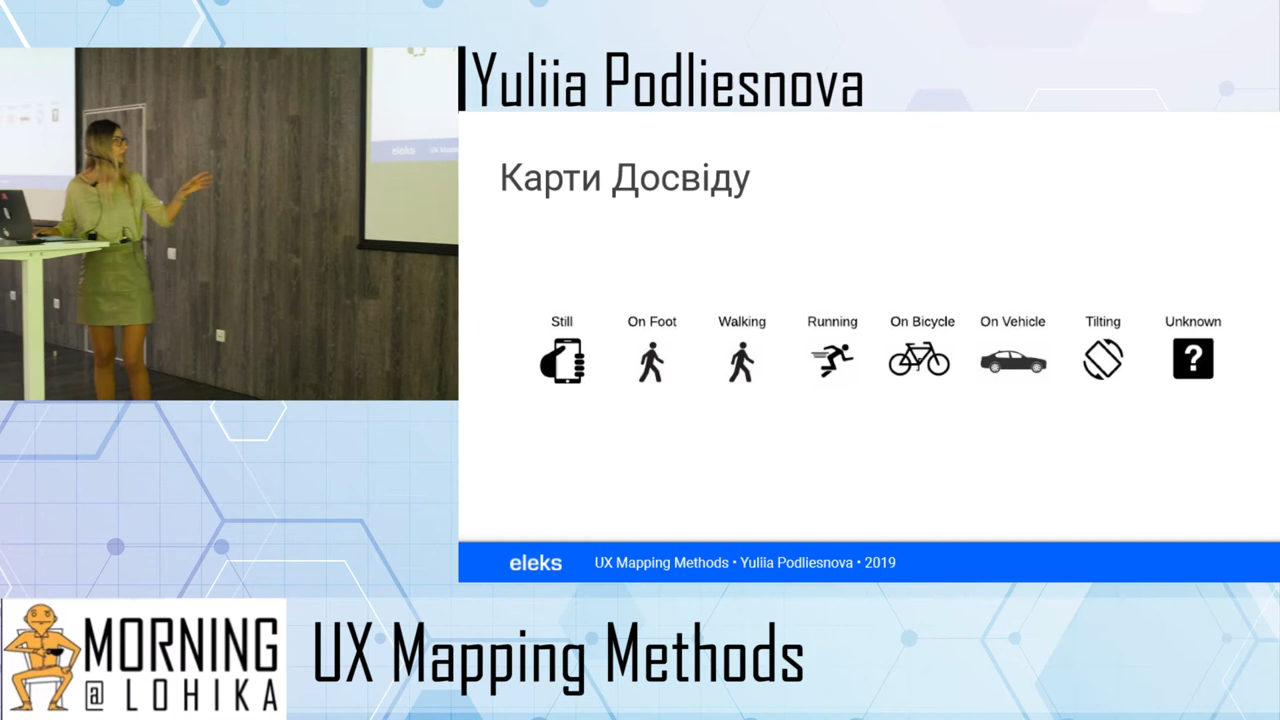 Yuliia Podliesnova
Карти Досвіду
Still
On Foot
Walking
Running
On Bicycle
On Vehicle
Tilting
Unknown
?
eleks
UX Mapping Methods • Yuliia Podliesnova • 2019
eleks
MORNING
@ LOHIKA
UX Mapping Methods